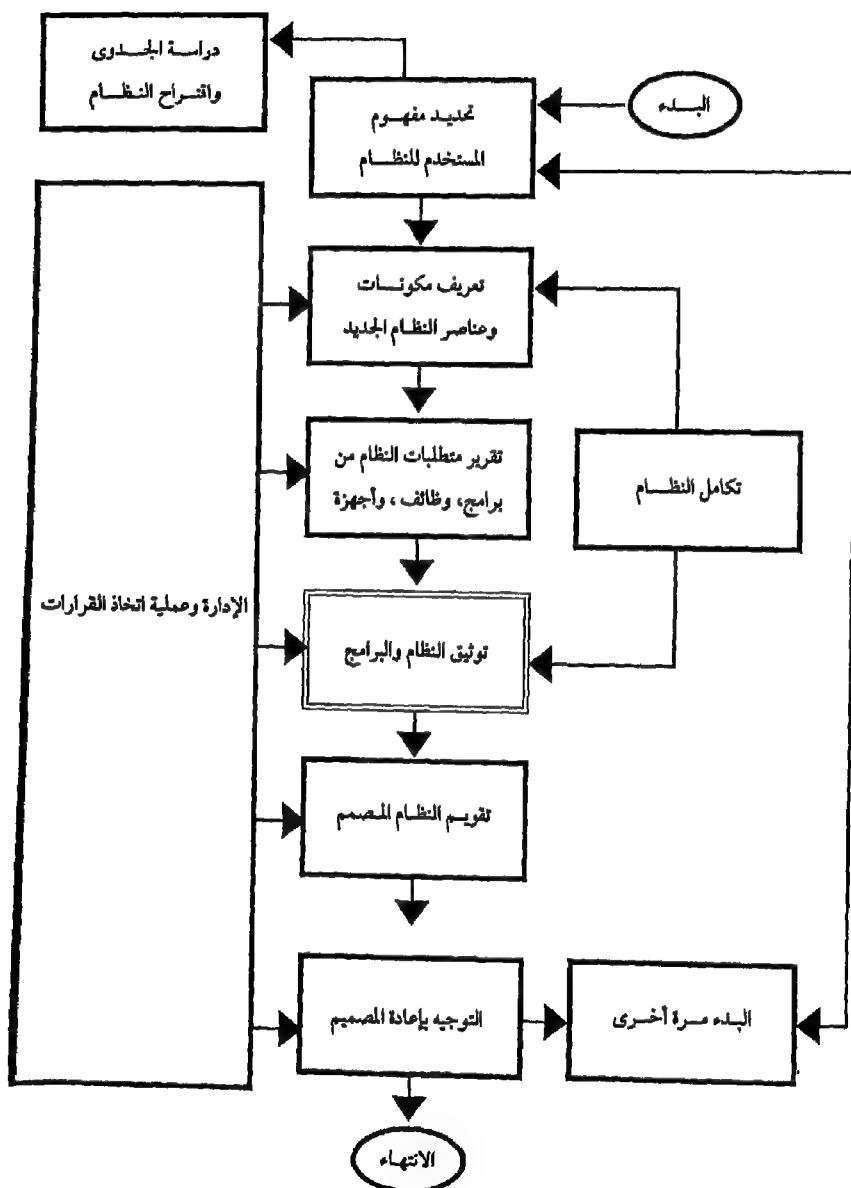 دراسة الجدوى
واقتراح النظام
البدء
تحديد مفهوم
المستخدم للنظام
تعريف مكونات
وعناصر النظام الجديد
تقرير متطلبات النظام من
برامج، وظائف، وأجهزة
تكامل النظام
الإدارة وعملية اتخاذ القرارات
توثيق النظام والبرامج
تقويم النظام المصمم
التوجيه بإعادة المصميم
البدء مرة أخرى
الانتهاء